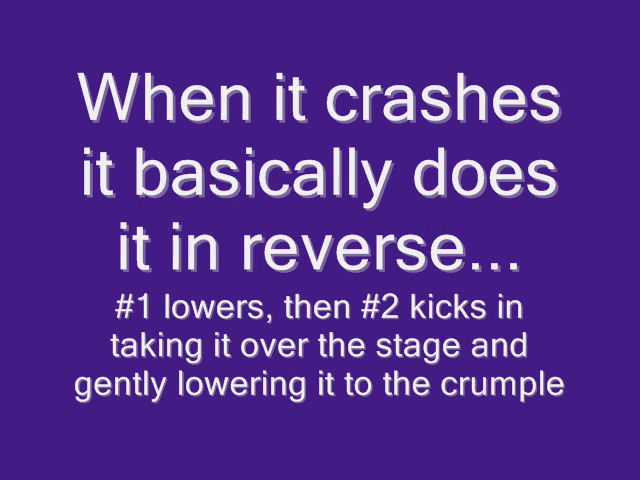 When it crashes
it basically does
it in reverse...
#1 lowers, then #2 kicks in
taking it over the stage and
gently lowering it to the crumple